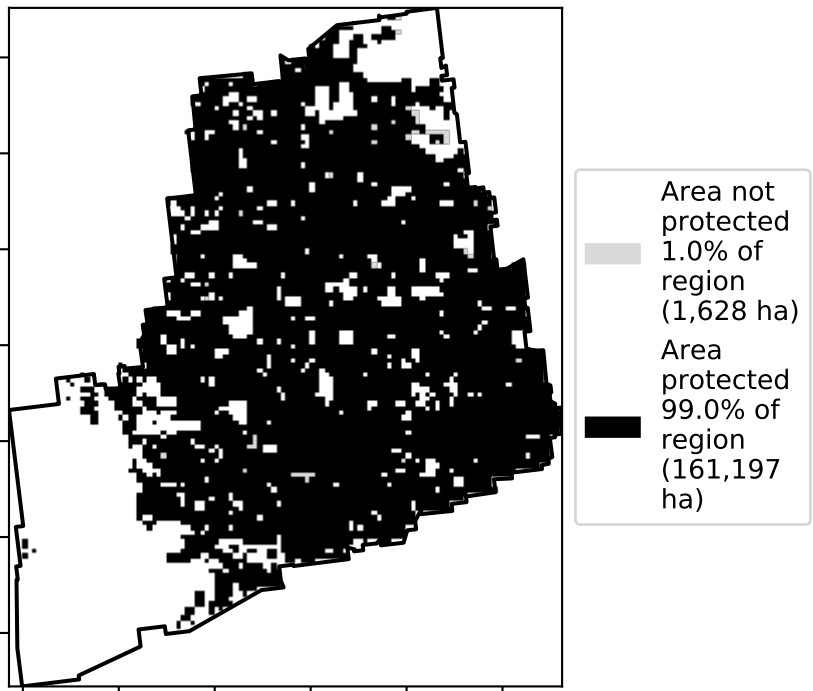 Area not
protected
1.0% of
region
(1,628 ha)
Area
protected
99.0% of
region
(161,197
ha)